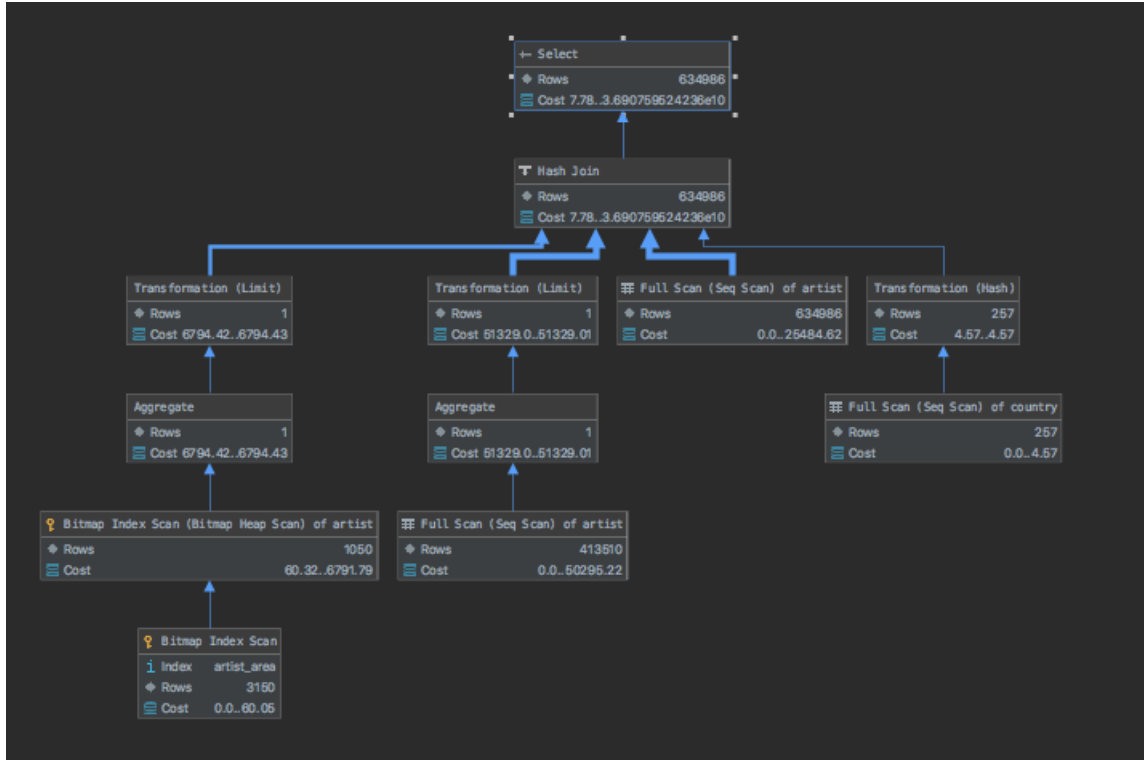 Select
Rows 634986
Cost 7.78..3.690759524236e10
Hash Join
Rows 634986
Cost 7.78..3.690759524236e10
Transformation (Limit)
Rows 1
Cost 6794.42..6794.43
Transformation (Limit)
Rows 1
Cost 51329.0..51329.01
Full Scan (Seq Scan) of artist
Rows 634986
Cost 0.0..25484.62
Transformation (Hash)
Rows 257
Cost 4.57..4.57
Aggregate
Rows 1
Cost 6794.42..6794.43
Aggregate
Rows 1
Cost 51329.0..51329.01
Full Scan (Seq Scan) of country
Rows 257
Cost 0.0..4.57
Bitmap Index Scan (Bitmap Heap Scan) of artist
Rows 1050
Cost 60.32..6791.79
Full Scan (Seq Scan) of artist
Rows 413510
Cost 0.0..50295.22
Bitmap Index Scan
Index artist_area
Rows 3150
Cost 0.0..60.05